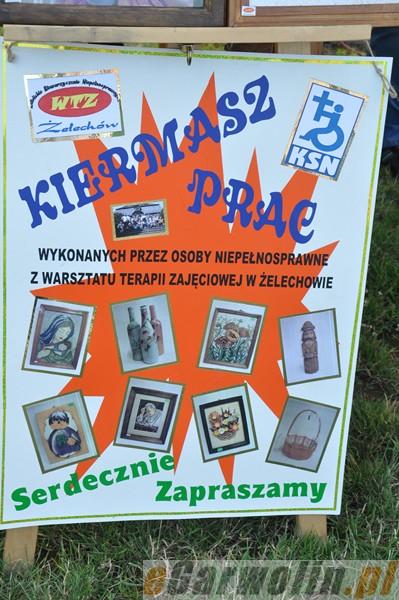 WTZ
Żelechów
KSN
KIERMASZ
PRAC
WYKONANYCH PRZEZ OSOBY NIEPEŁNOSPRAWNE
Z WARSZTATU TERAPII ZAJĘCIOWEJ W ŻELECHOWIE
Serdecznie
Zapraszamy
eGarwolin.pl